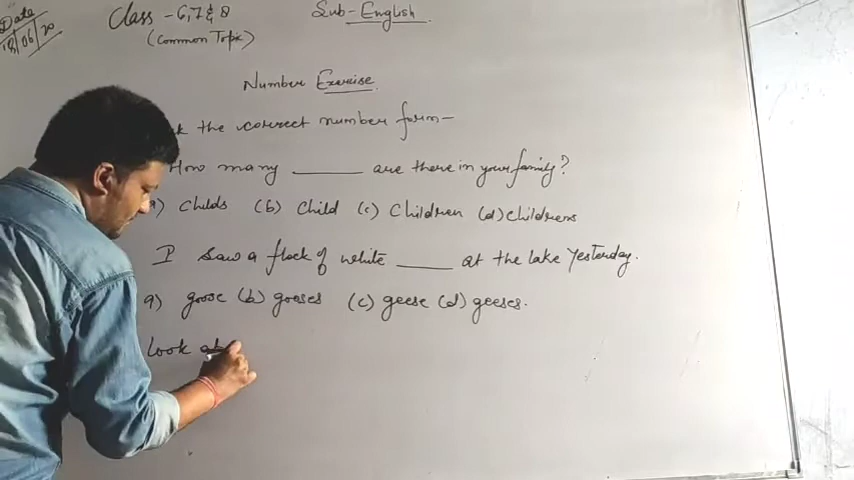 Date
18/06/20
Class - 6,7 & 8
Sub - English
(Common Topic)
Number Exercise
the correct number form -
How many ______ are there in your family?
a) childs (b) child (c) children (d) childrens
I saw a flock of white ______ at the lake yesterday.
a) goose (b) gooses (c) geese (d) geeses.
Look at